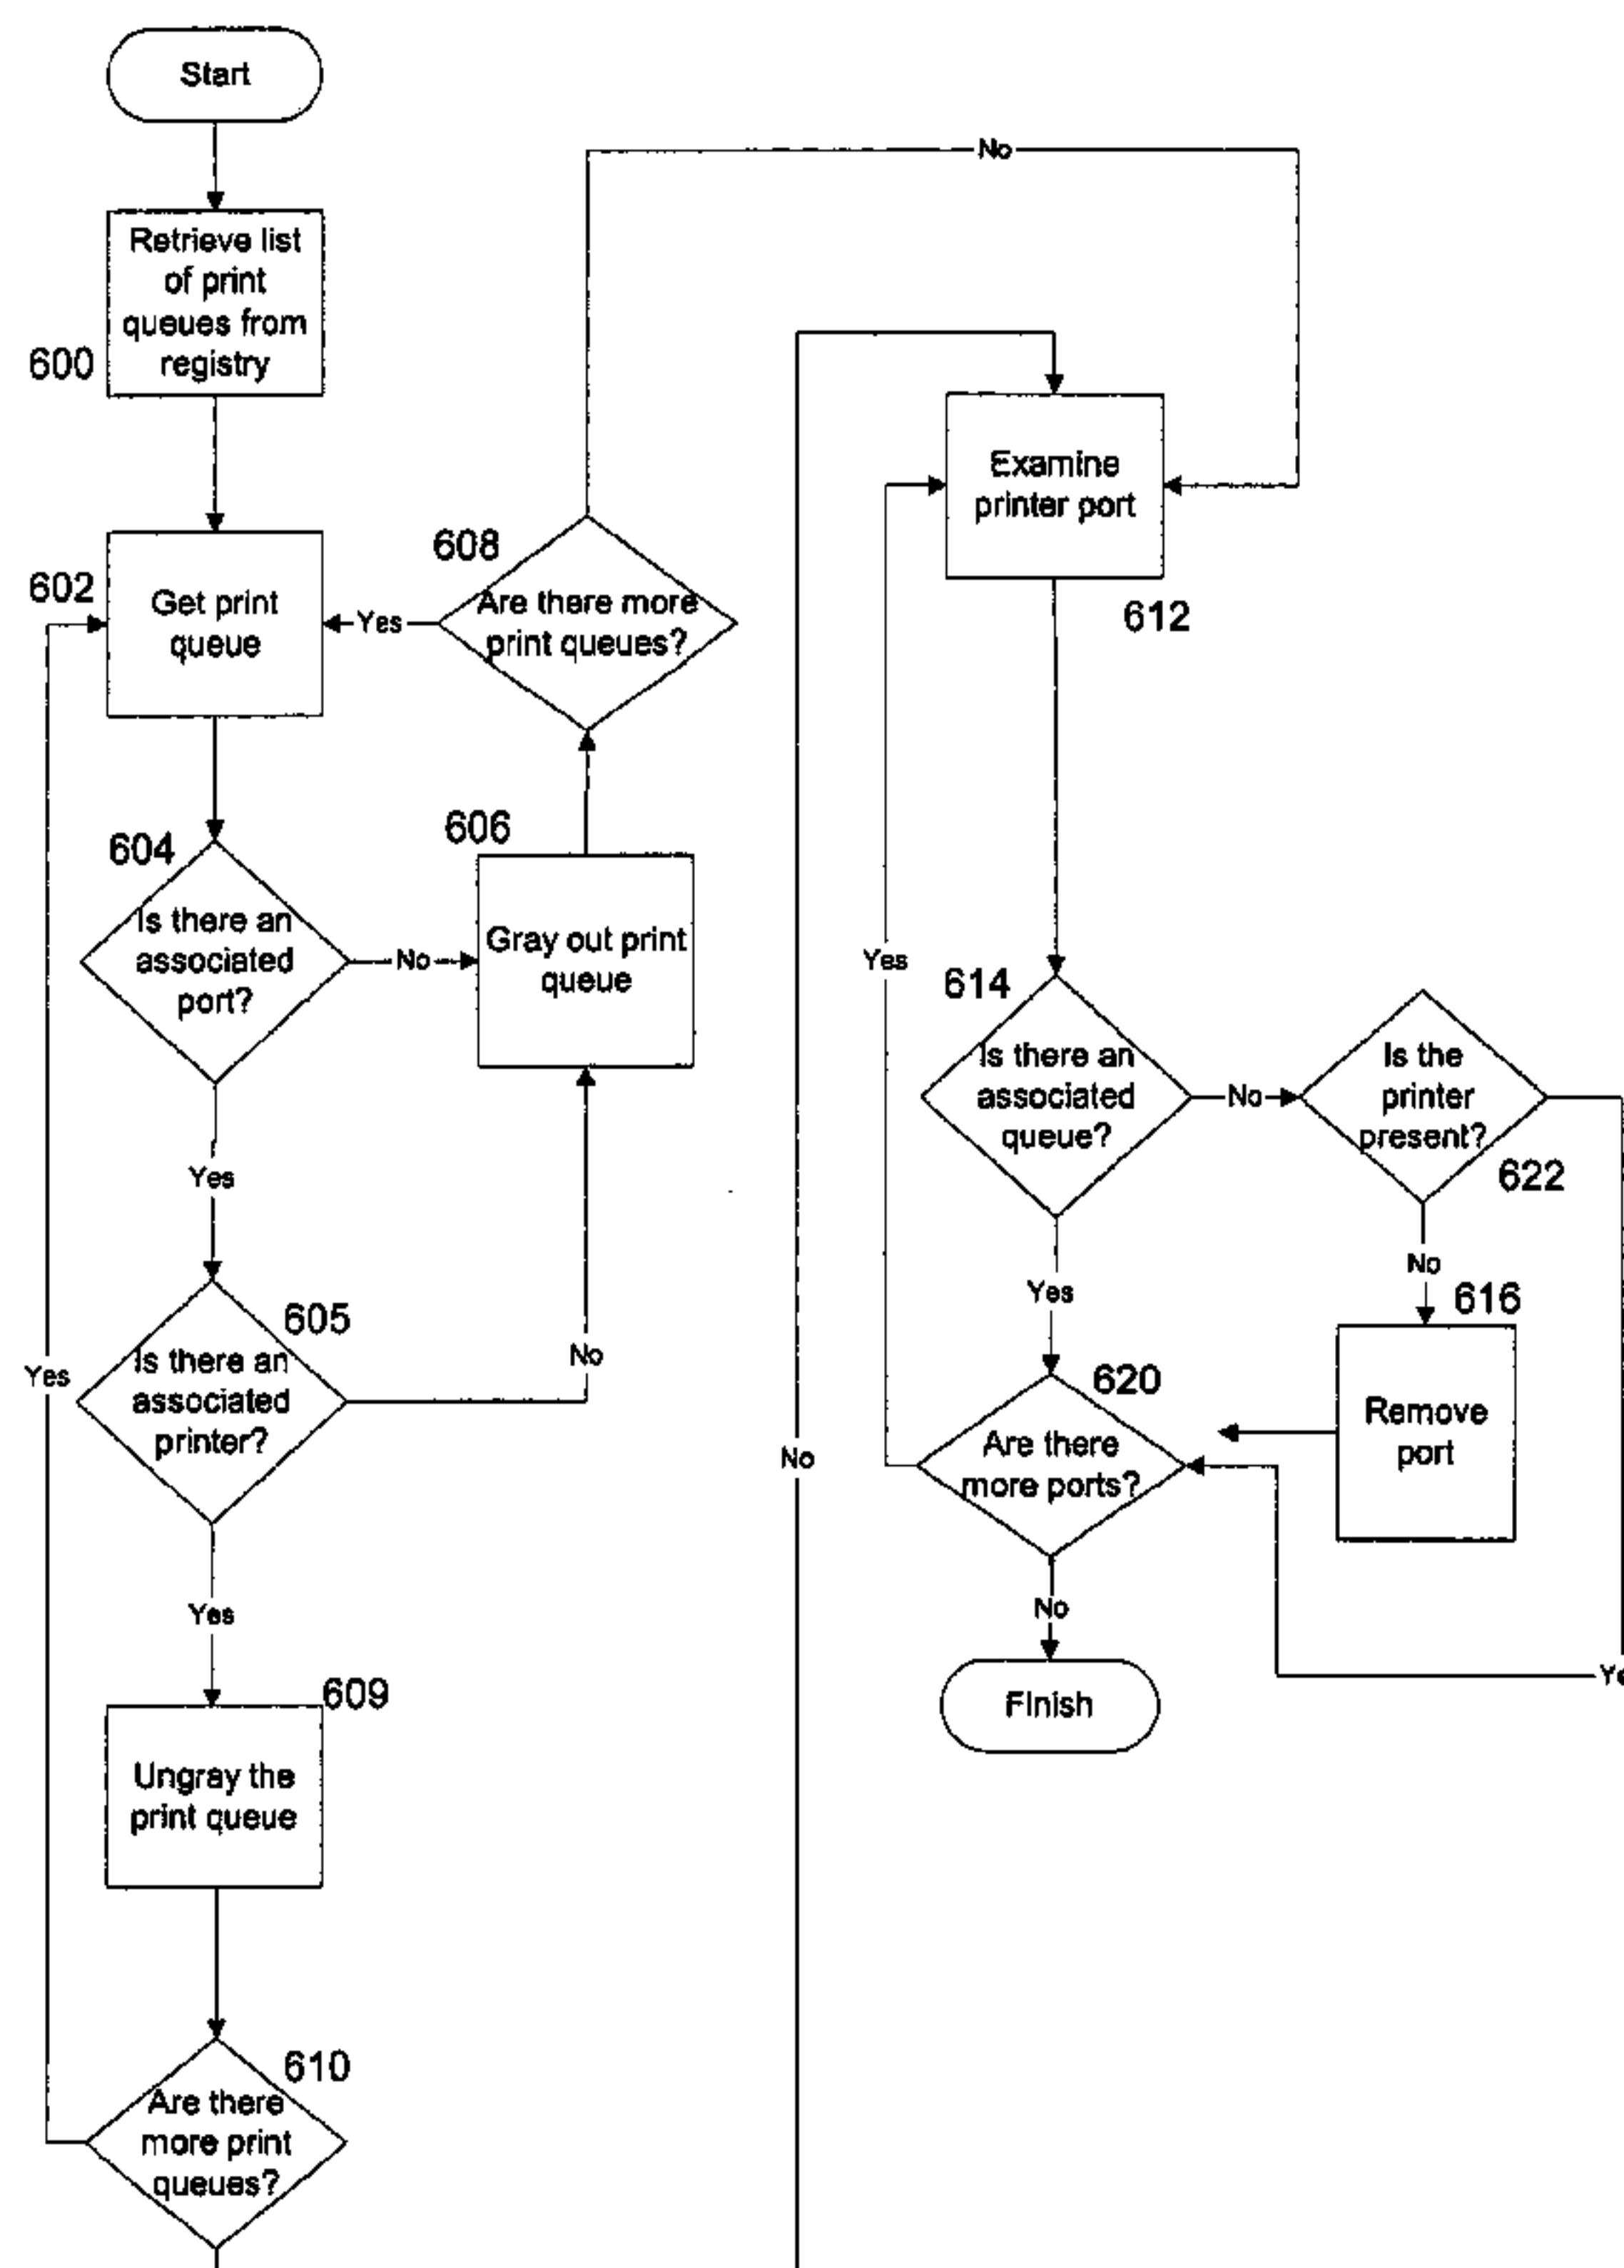 Start
Retrieve list
of print
queues from
registry
600
Get print
queue
602
Is there an
associated
port?
604
No
Gray out print
queue
606
Are there more
print queues?
608
Yes
No
Yes
Is there an
associated
printer?
605
No
Yes
Ungray the
print queue
609
Are there
more print
queues?
610
Yes
No
Examine
printer port
612
Is there an
associated
queue?
614
No
Is the
printer
present?
622
No
Remove
port
616
Yes
Are there
more ports?
620
Yes
No
Finish